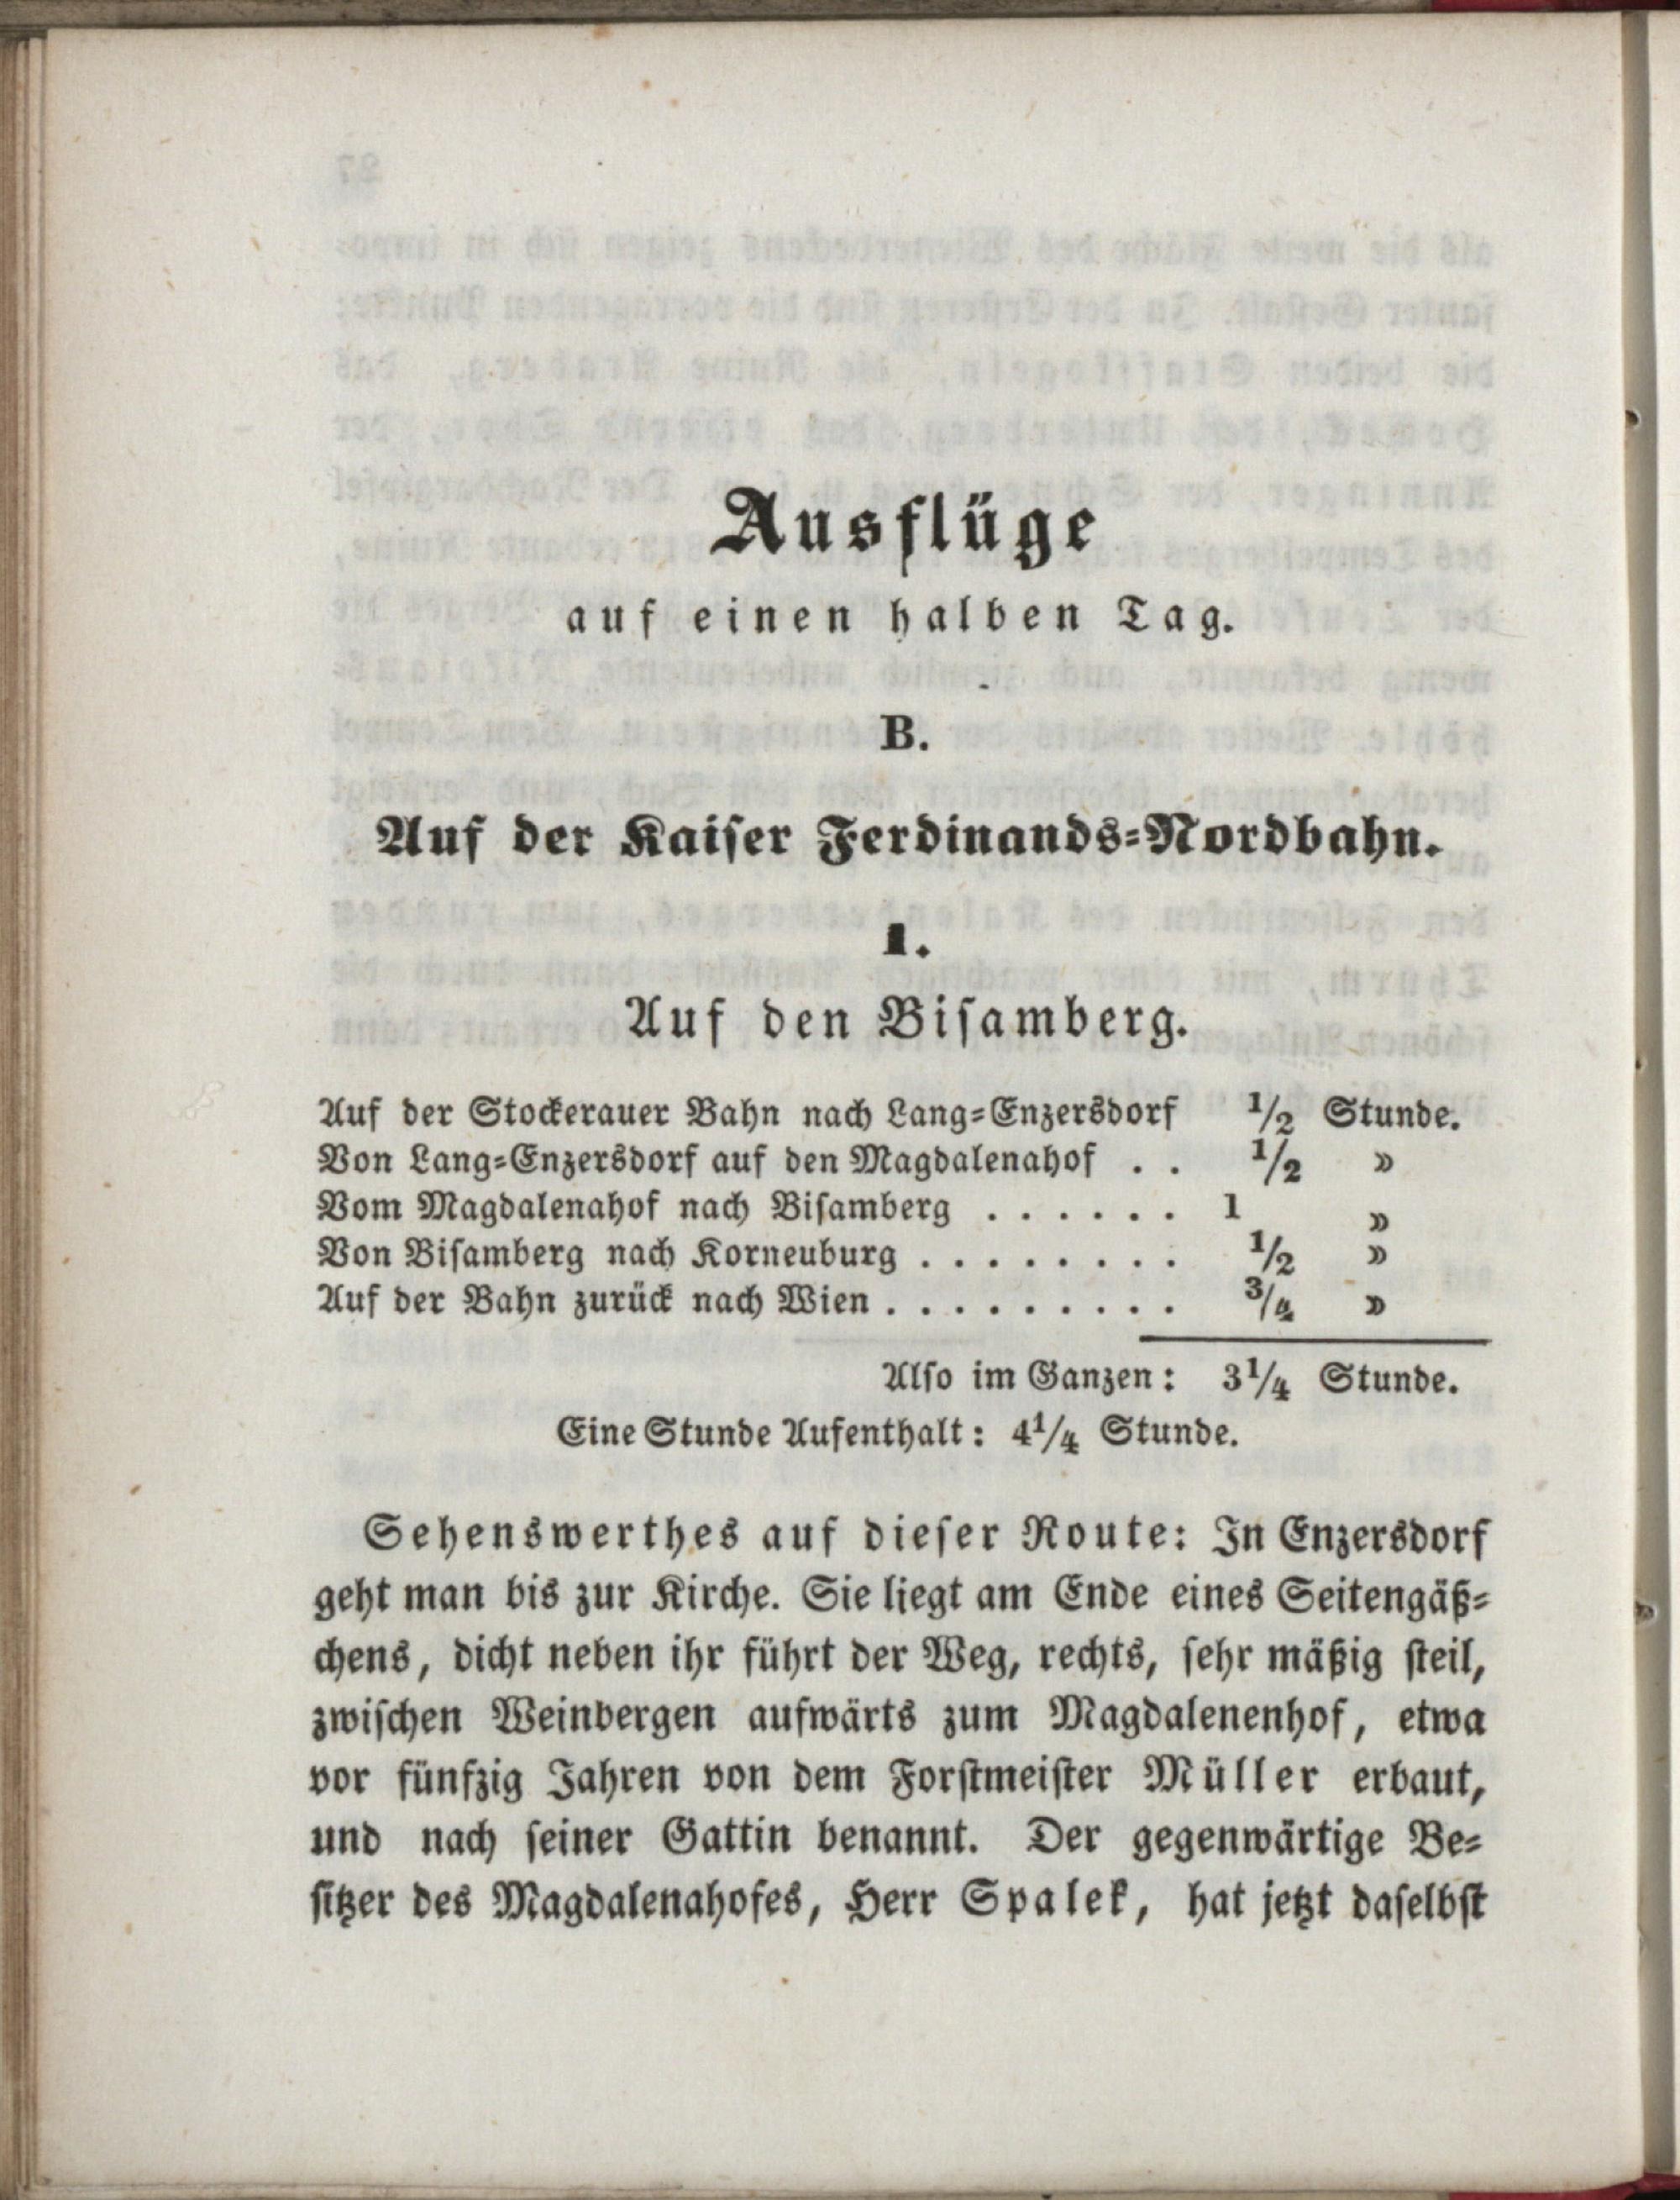 Ausflüge
auf einen halben Tag.
B.
Auf der Kaiser Ferdinands-Nordbahn.
1.
Auf den Bisamberg.
Auf der Stockerauer Bahn nach Lang-Enzersdorf 1/2 Stunde.
Von Lang-Enzersdorf auf den Magdalenahof . . 1/2 »
Vom Magdalenahof nach Bisamberg . . . . . . 1 »
Von Bisamberg nach Korneuburg . . . . . . . . 1/2 »
Auf der Bahn zurück nach Wien . . . . . . . . . 3/4 »
Also im Ganzen: 3 1/4 Stunde.
Eine Stunde Aufenthalt: 4 1/4 Stunde.
Sehenswerthes auf dieser Route: In Enzersdorf
geht man bis zur Kirche. Sie liegt am Ende eines Seitengäß-
chens, dicht neben ihr führt der Weg, rechts, sehr mäßig steil,
zwischen Weinbergen aufwärts zum Magdalenenhof, etwa
vor fünfzig Jahren von dem Forstmeister Müller erbaut,
und nach seiner Gattin benannt. Der gegenwärtige Be-
sitzer des Magdalenahofes, Herr Spalek, hat jetzt daselbst